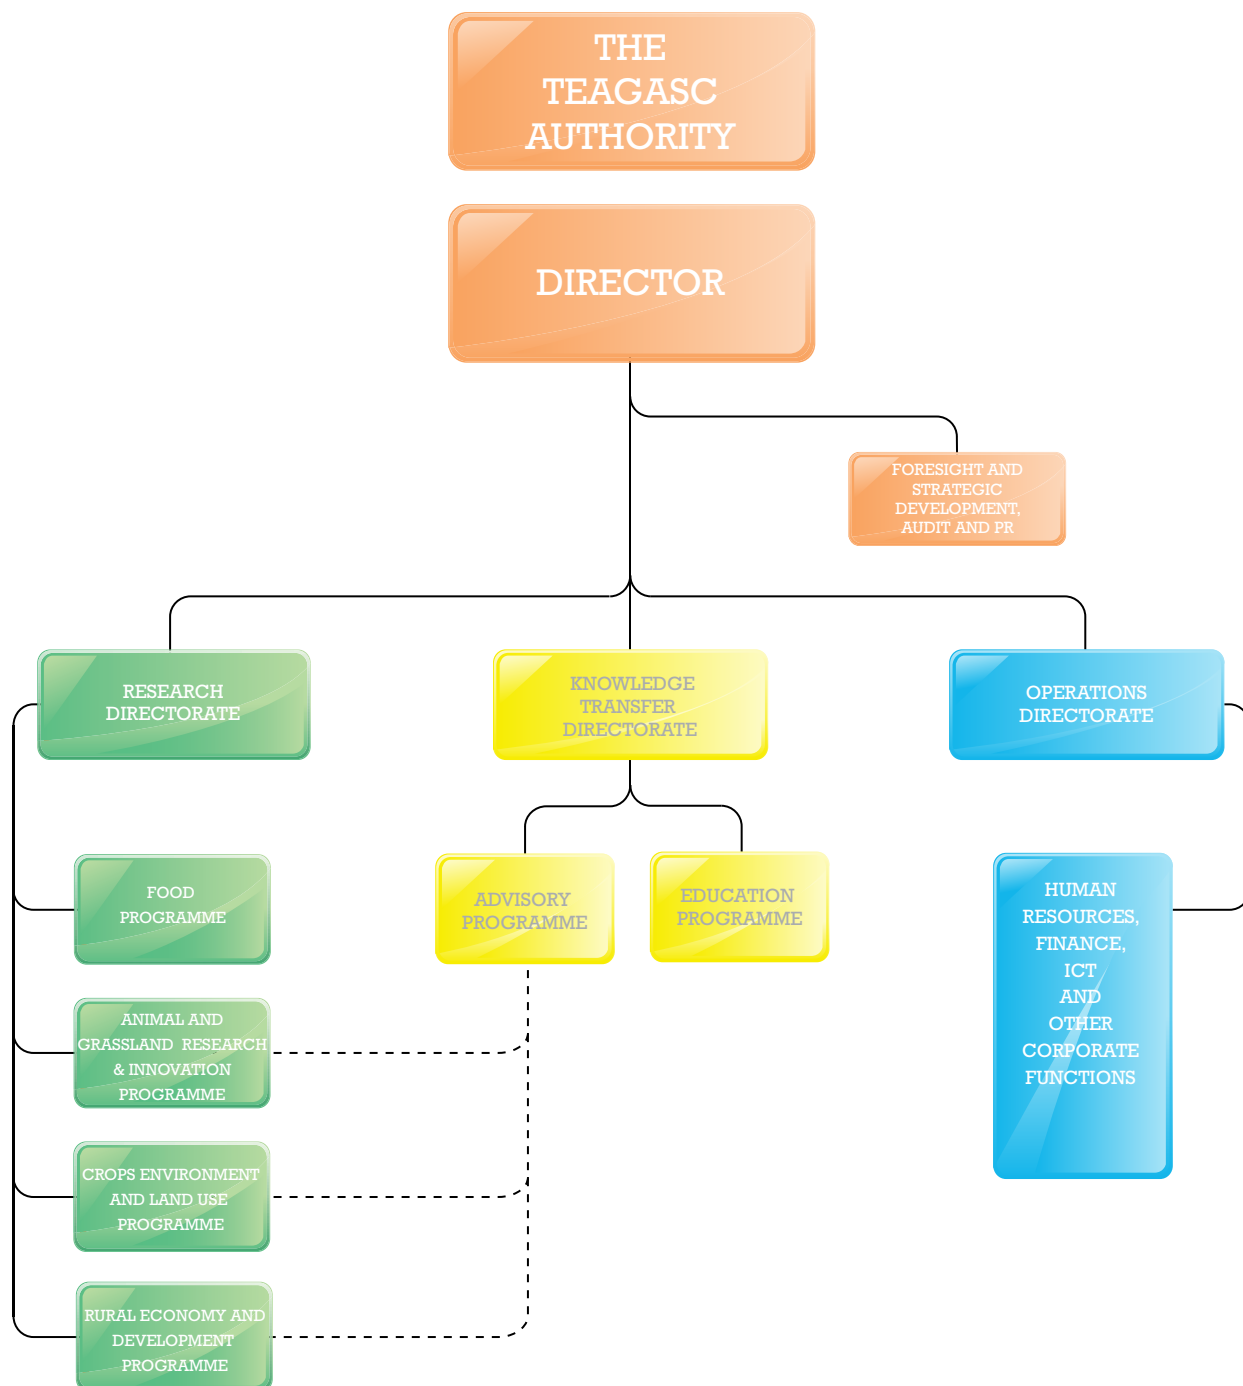 THE
TEAGASC
AUTHORITY
DIRECTOR
FORESIGHT AND
STRATEGIC
DEVELOPMENT,
AUDIT AND PR
RESEARCH
DIRECTORATE
KNOWLEDGE
TRANSFER
DIRECTORATE
OPERATIONS
DIRECTORATE
FOOD
PROGRAMME
ADVISORY
PROGRAMME
EDUCATION
PROGRAMME
HUMAN
RESOURCES,
FINANCE,
ICT
AND
OTHER
CORPORATE
FUNCTIONS
ANIMAL AND
GRASSLAND RESEARCH
& INNOVATION
PROGRAMME
CROPS ENVIRONMENT
AND LAND USE
PROGRAMME
RURAL ECONOMY AND
DEVELOPMENT
PROGRAMME